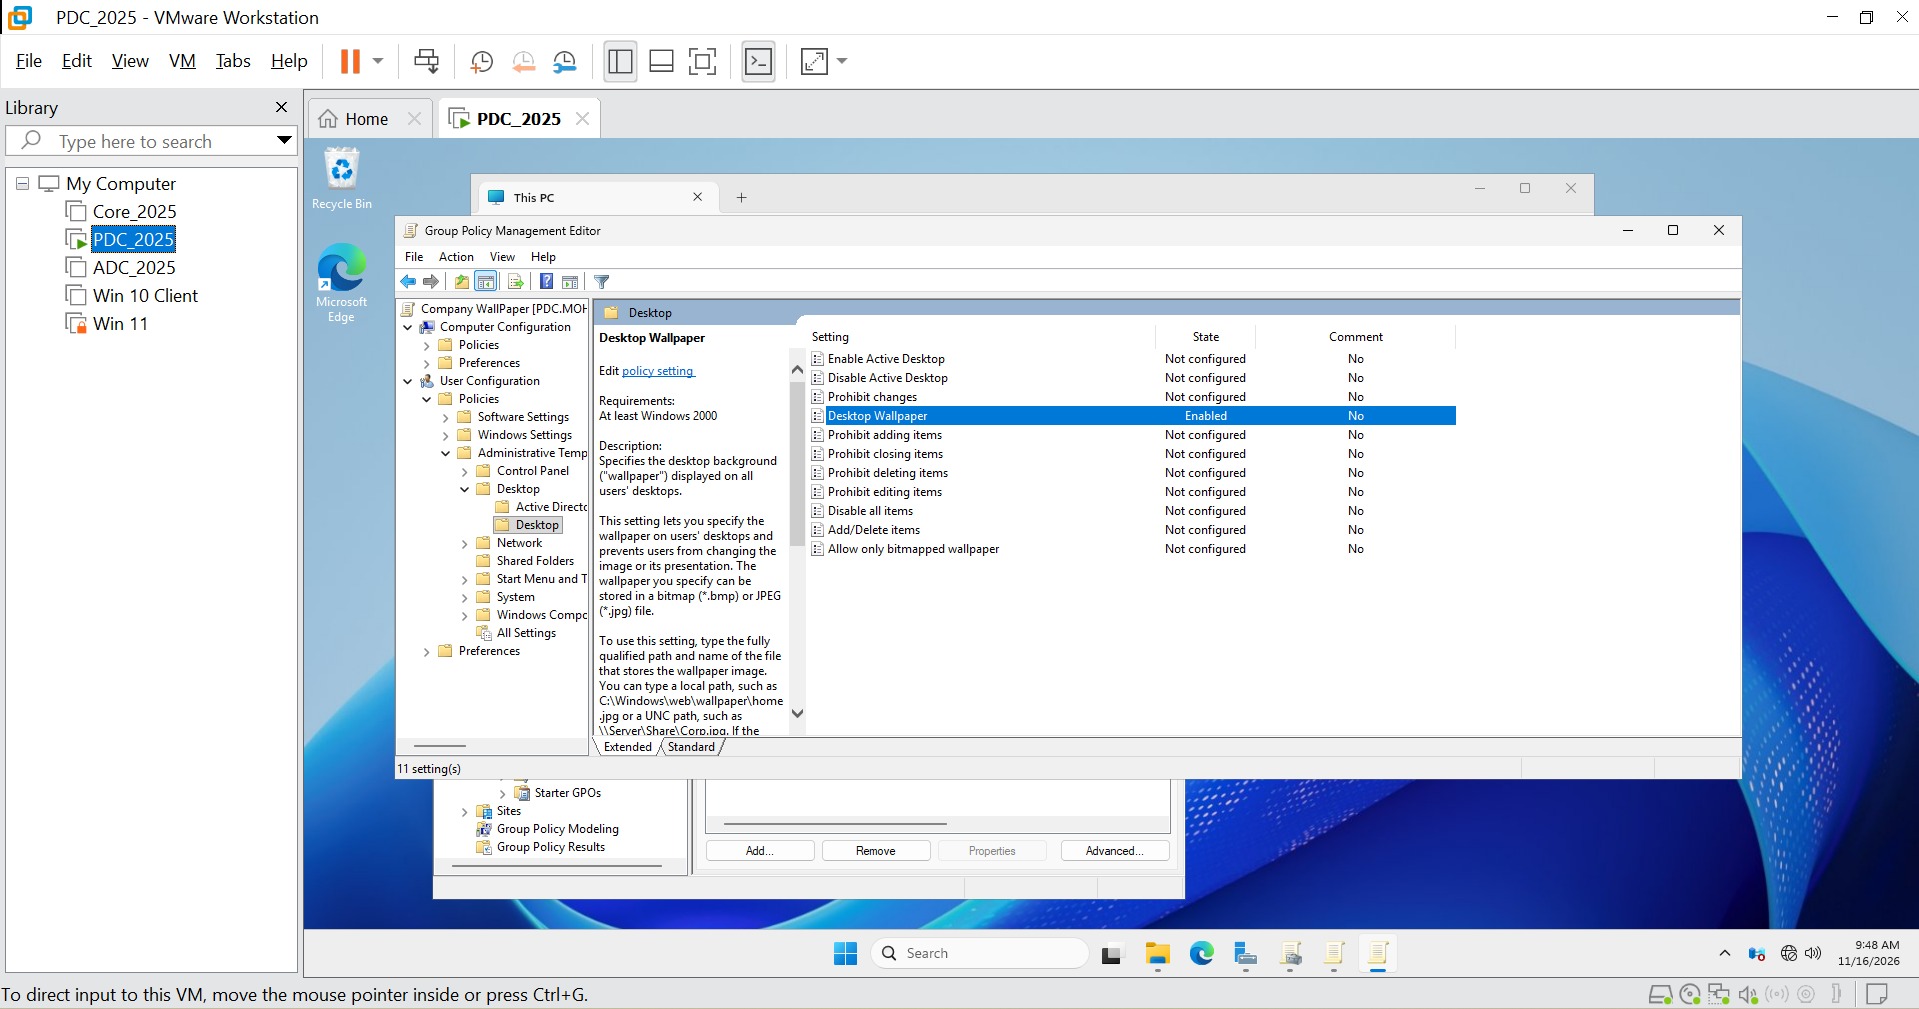 PDC_2025 - VMware Workstation
File Edit View VM Tabs Help
Library
Type here to search
My Computer
Core_2025
PDC_2025
ADC_2025
Win 10 Client
Win 11
Home
PDC_2025
Recycle Bin
Microsoft
Edge
This PC
Group Policy Management Editor
File Action View Help
Company WallPaper [PDC.MOH
Computer Configuration
Policies
Preferences
User Configuration
Policies
Software Settings
Windows Settings
Administrative Temp
Control Panel
Desktop
Active Directo
Desktop
Network
Shared Folders
Start Menu and T
System
Windows Compo
All Settings
Preferences
Desktop
Desktop Wallpaper
Edit policy setting
Requirements:
At least Windows 2000
Description:
Specifies the desktop background
("wallpaper") displayed on all
users' desktops.
This setting lets you specify the
wallpaper on users' desktops and
prevents users from changing the
image or its presentation. The
wallpaper you specify can be
stored in a bitmap (*.bmp) or JPEG
(*.jpg) file.
To use this setting, type the fully
qualified path and name of the file
that stores the wallpaper image.
You can type a local path, such as
C:\Windows\web\wallpaper\home
.jpg or a UNC path, such as
\\Server\Share\Corp.jpg. If the
Setting State Comment
Enable Active Desktop Not configured No
Disable Active Desktop Not configured No
Prohibit changes Not configured No
Desktop Wallpaper Enabled No
Prohibit adding items Not configured No
Prohibit closing items Not configured No
Prohibit deleting items Not configured No
Prohibit editing items Not configured No
Disable all items Not configured No
Add/Delete items Not configured No
Allow only bitmapped wallpaper Not configured No
Extended Standard
11 setting(s)
Starter GPOs
Sites
Group Policy Modeling
Group Policy Results
Add... Remove Properties Advanced...
Search
9:48 AM
11/16/2026
To direct input to this VM, move the mouse pointer inside or press Ctrl+G.